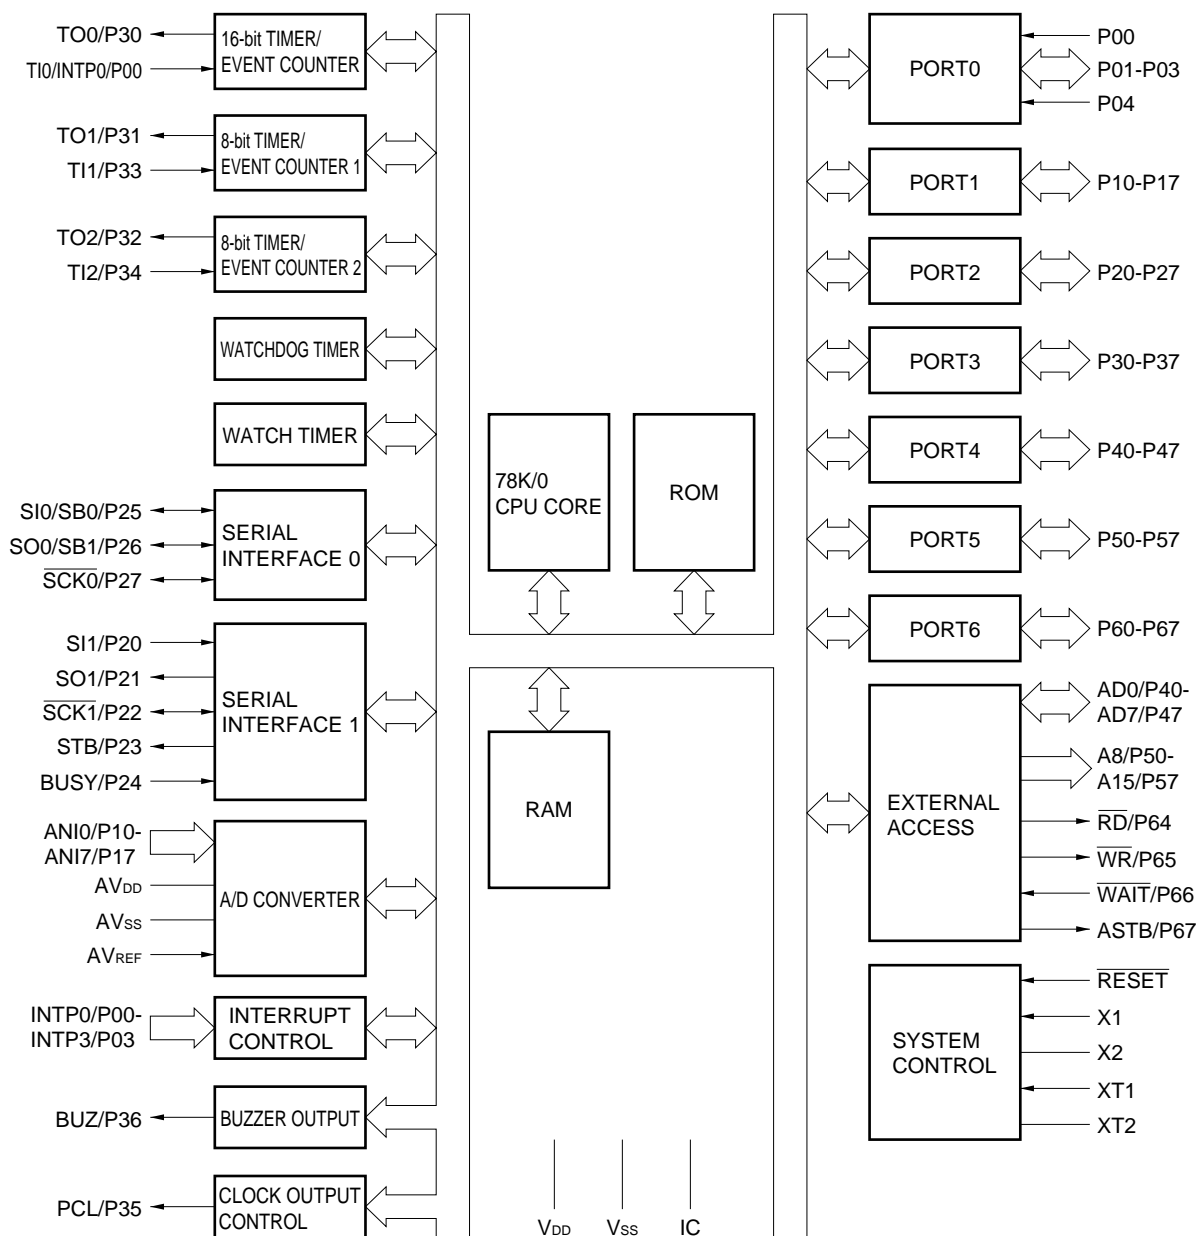 TO0/P30
TI0/INTP0/P00
16-bit TIMER/
EVENT COUNTER
TO1/P31
TI1/P33
8-bit TIMER/
EVENT COUNTER 1
TO2/P32
TI2/P34
8-bit TIMER/
EVENT COUNTER 2
WATCHDOG TIMER
WATCH TIMER
SI0/SB0/P25
SO0/SB1/P26
SCK0/P27
SERIAL
INTERFACE 0
SI1/P20
SO1/P21
SCK1/P22
STB/P23
BUSY/P24
SERIAL
INTERFACE 1
ANI0/P10-
ANI7/P17
AVDD
AVSS
AVREF
A/D CONVERTER
INTP0/P00-
INTP3/P03
INTERRUPT
CONTROL
BUZ/P36
BUZZER OUTPUT
PCL/P35
CLOCK OUTPUT
CONTROL
78K/0
CPU CORE
ROM
RAM
VDD
VSS
IC
PORT0
P00
P01-P03
P04
PORT1
P10-P17
PORT2
P20-P27
PORT3
P30-P37
PORT4
P40-P47
PORT5
P50-P57
PORT6
P60-P67
EXTERNAL
ACCESS
AD0/P40-
AD7/P47
A8/P50-
A15/P57
RD/P64
WR/P65
WAIT/P66
ASTB/P67
SYSTEM
CONTROL
RESET
X1
X2
XT1
XT2